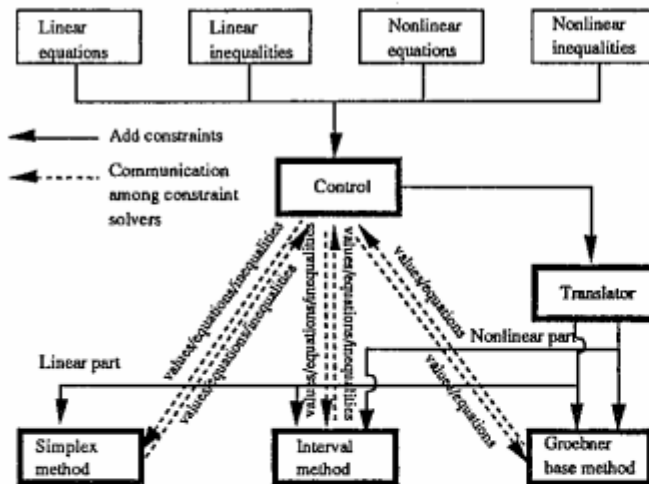 Linear
equations
Linear
inequalities
Nonlinear
equations
Nonlinear
inequalities
Add constraints
Communication
among constraint
solvers
Control
Translator
values/equations/inequalities
values/equations/inequalities
values/equations/inequalities
values/equations/inequalities
values/equations
values/equations
Linear part
Nonlinear part
Simplex
method
Interval
method
Groebner
base method